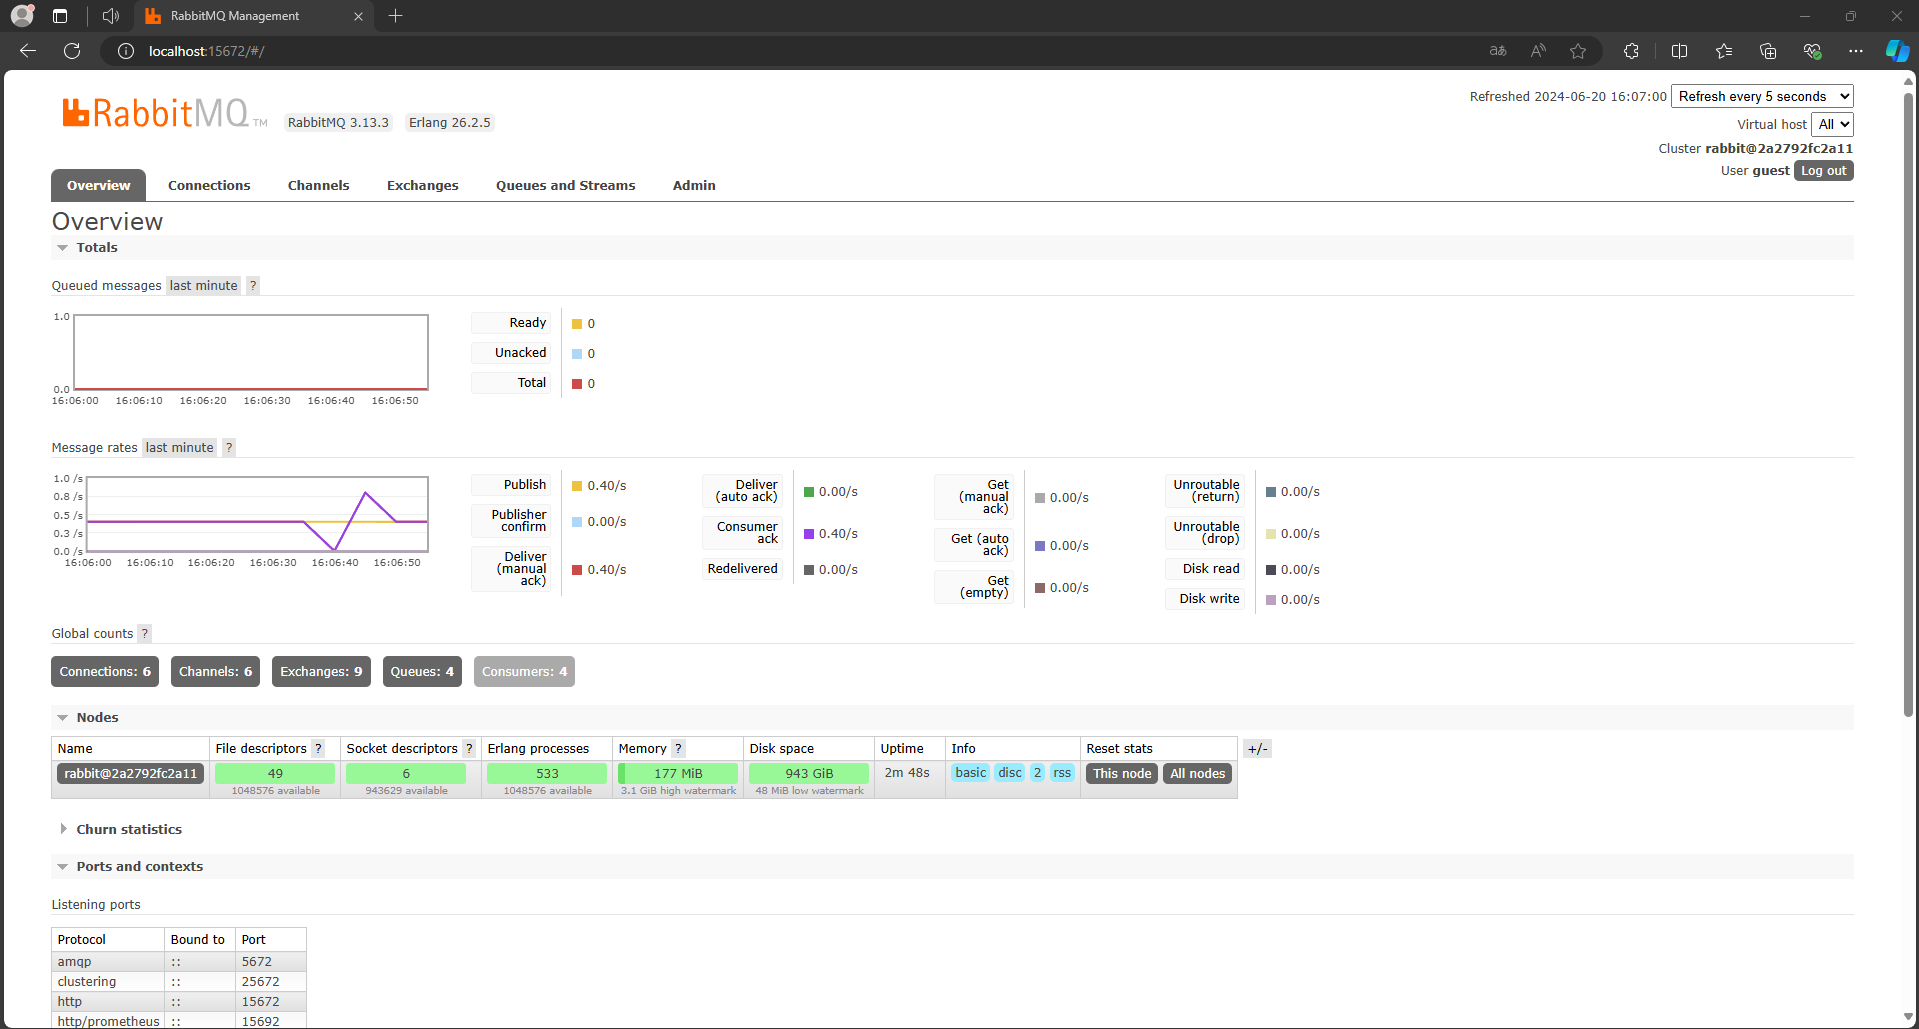 RabbitMQ Management
localhost:15672/#/
RabbitMQ TM
RabbitMQ 3.13.3 Erlang 26.2.5
Refreshed 2024-06-20 16:07:00 Refresh every 5 seconds
Virtual host All
Cluster rabbit@2a2792fc2a11
User guest Log out
Overview Connections Channels Exchanges Queues and Streams Admin
Overview
Totals
Queued messages last minute ?
1.0
0.0
16:06:00 16:06:10 16:06:20 16:06:30 16:06:40 16:06:50
Ready 0
Unacked 0
Total 0
Message rates last minute ?
1.0 /s
0.8 /s
0.5 /s
0.3 /s
0.0 /s
16:06:00 16:06:10 16:06:20 16:06:30 16:06:40 16:06:50
Publish 0.40/s
Publisher
confirm 0.00/s
Deliver
(manual
ack) 0.40/s
Deliver
(auto ack) 0.00/s
Consumer
ack 0.40/s
Redelivered 0.00/s
Get
(manual
ack) 0.00/s
Get (auto
ack) 0.00/s
Get
(empty) 0.00/s
Unroutable
(return) 0.00/s
Unroutable
(drop) 0.00/s
Disk read 0.00/s
Disk write 0.00/s
Global counts ?
Connections: 6 Channels: 6 Exchanges: 9 Queues: 4 Consumers: 4
Nodes
Name File descriptors ? Socket descriptors ? Erlang processes Memory ? Disk space Uptime Info Reset stats +/-
rabbit@2a2792fc2a11 49 6 533 177 MiB 943 GiB 2m 48s basic disc 2 rss This node All nodes
1048576 available 943629 available 1048576 available 3.1 GiB high watermark 48 MiB low watermark
Churn statistics
Ports and contexts
Listening ports
Protocol Bound to Port
amqp :: 5672
clustering :: 25672
http :: 15672
http/prometheus :: 15692